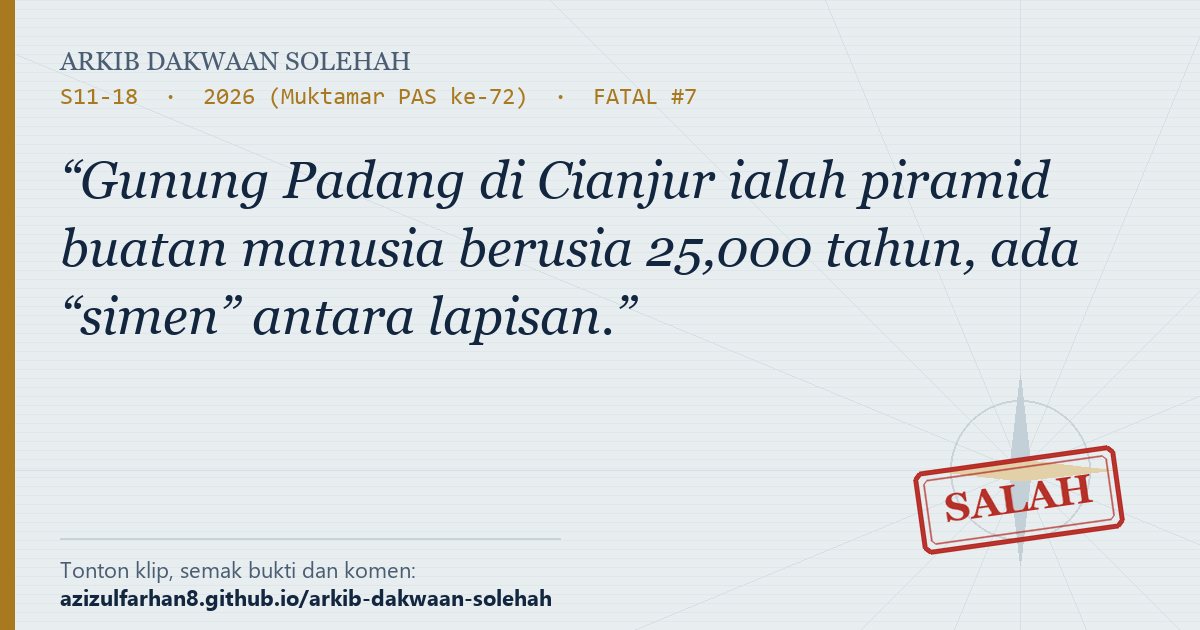 ARKIB DAKWAAN SOLEHAH
S11-18 · 2026 (Muktamar PAS ke-72) · FATAL #7
“Gunung Padang di Cianjur ialah piramid
buatan manusia berusia 25,000 tahun, ada
“simen” antara lapisan.”
SALAH
Tonton klip, semak bukti dan komen:
azizulfarhan8.github.io/arkib-dakwaan-solehah